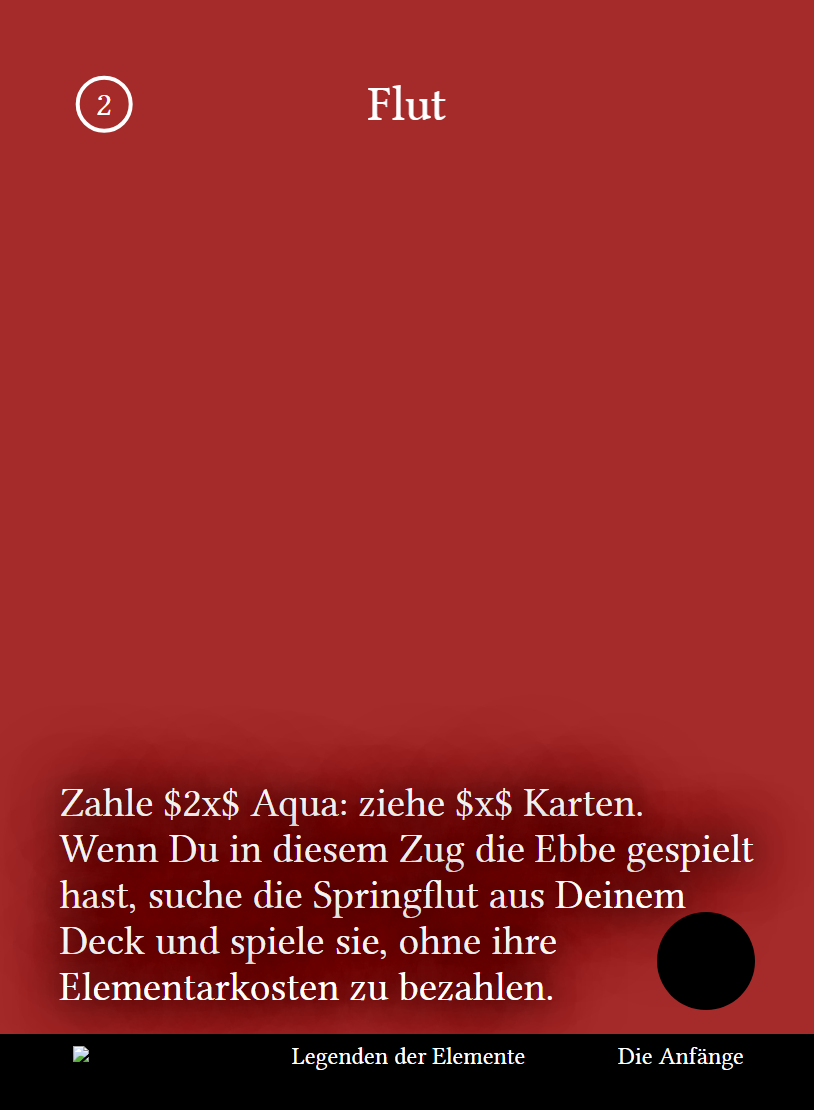 2
Flut
Zahle $2x$ Aqua: ziehe $x$ Karten.
Wenn Du in diesem Zug die Ebbe gespielt
hast, suche die Springflut aus Deinem
Deck und spiele sie, ohne ihre
Elementarkosten zu bezahlen.
Legenden der Elemente
Die Anfänge